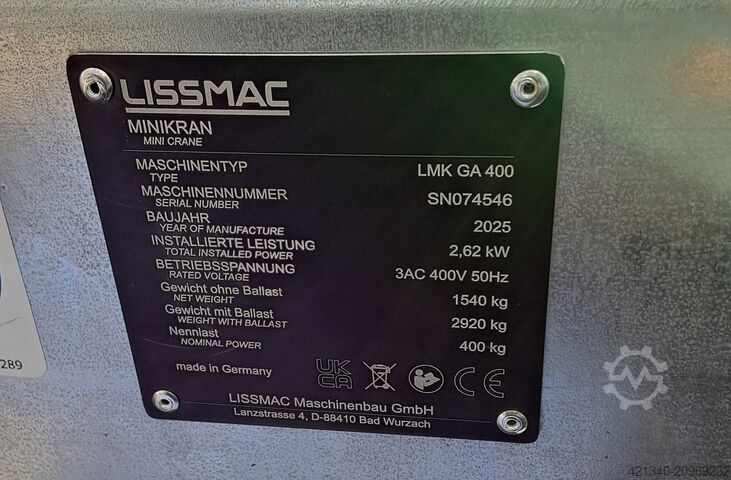 LISSMAC
MINIKRAN
MINI CRANE
MASCHINENTYP LMK GA 400
TYPE
MASCHINENNUMMER SN074546
SERIAL NUMBER
BAUJAHR 2025
YEAR OF MANUFACTURE
INSTALLIERTE LEISTUNG 2,62 kW
TOTAL INSTALLED POWER
BETRIEBSSPANNUNG 3AC 400V 50Hz
RATED VOLTAGE
Gewicht ohne Ballast 1540 kg
NET WEIGHT
Gewicht mit Ballast 2920 kg
WEIGHT WITH BALLAST
Nennlast 400 kg
NOMINAL POWER
made in Germany UK CA CE
LISSMAC Maschinenbau GmbH
Lanzstrasse 4, D-88410 Bad Wurzach
289
421340-20969232